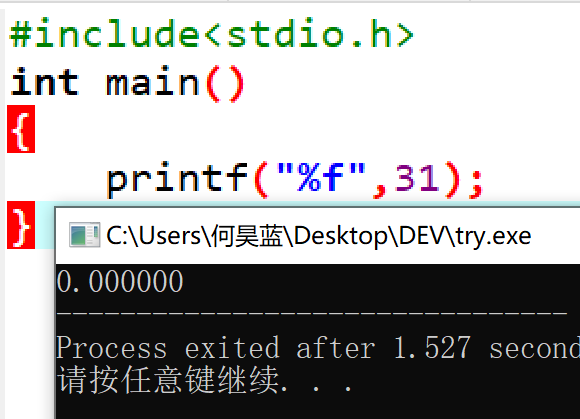 #include<stdio.h>
int main()
{
printf("%f",31);
}
C:\Users\何昊蓝\Desktop\DEV\try.exe
0.000000
--------------------------------
Process exited after 1.527 second
请按任意键继续. . .